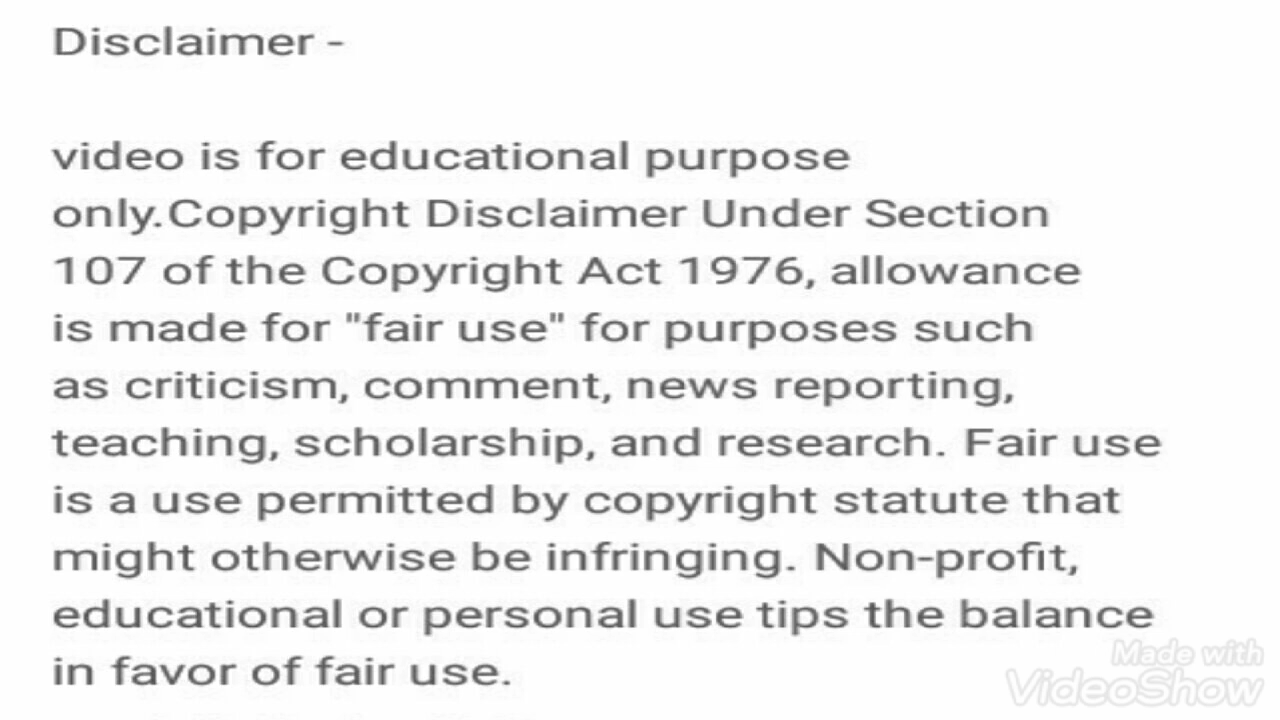 Disclaimer -
video is for educational purpose
only.Copyright Disclaimer Under Section
107 of the Copyright Act 1976, allowance
is made for "fair use" for purposes such
as criticism, comment, news reporting,
teaching, scholarship, and research. Fair use
is a use permitted by copyright statute that
might otherwise be infringing. Non-profit,
educational or personal use tips the balance
in favor of fair use.
Made with
VideoShow